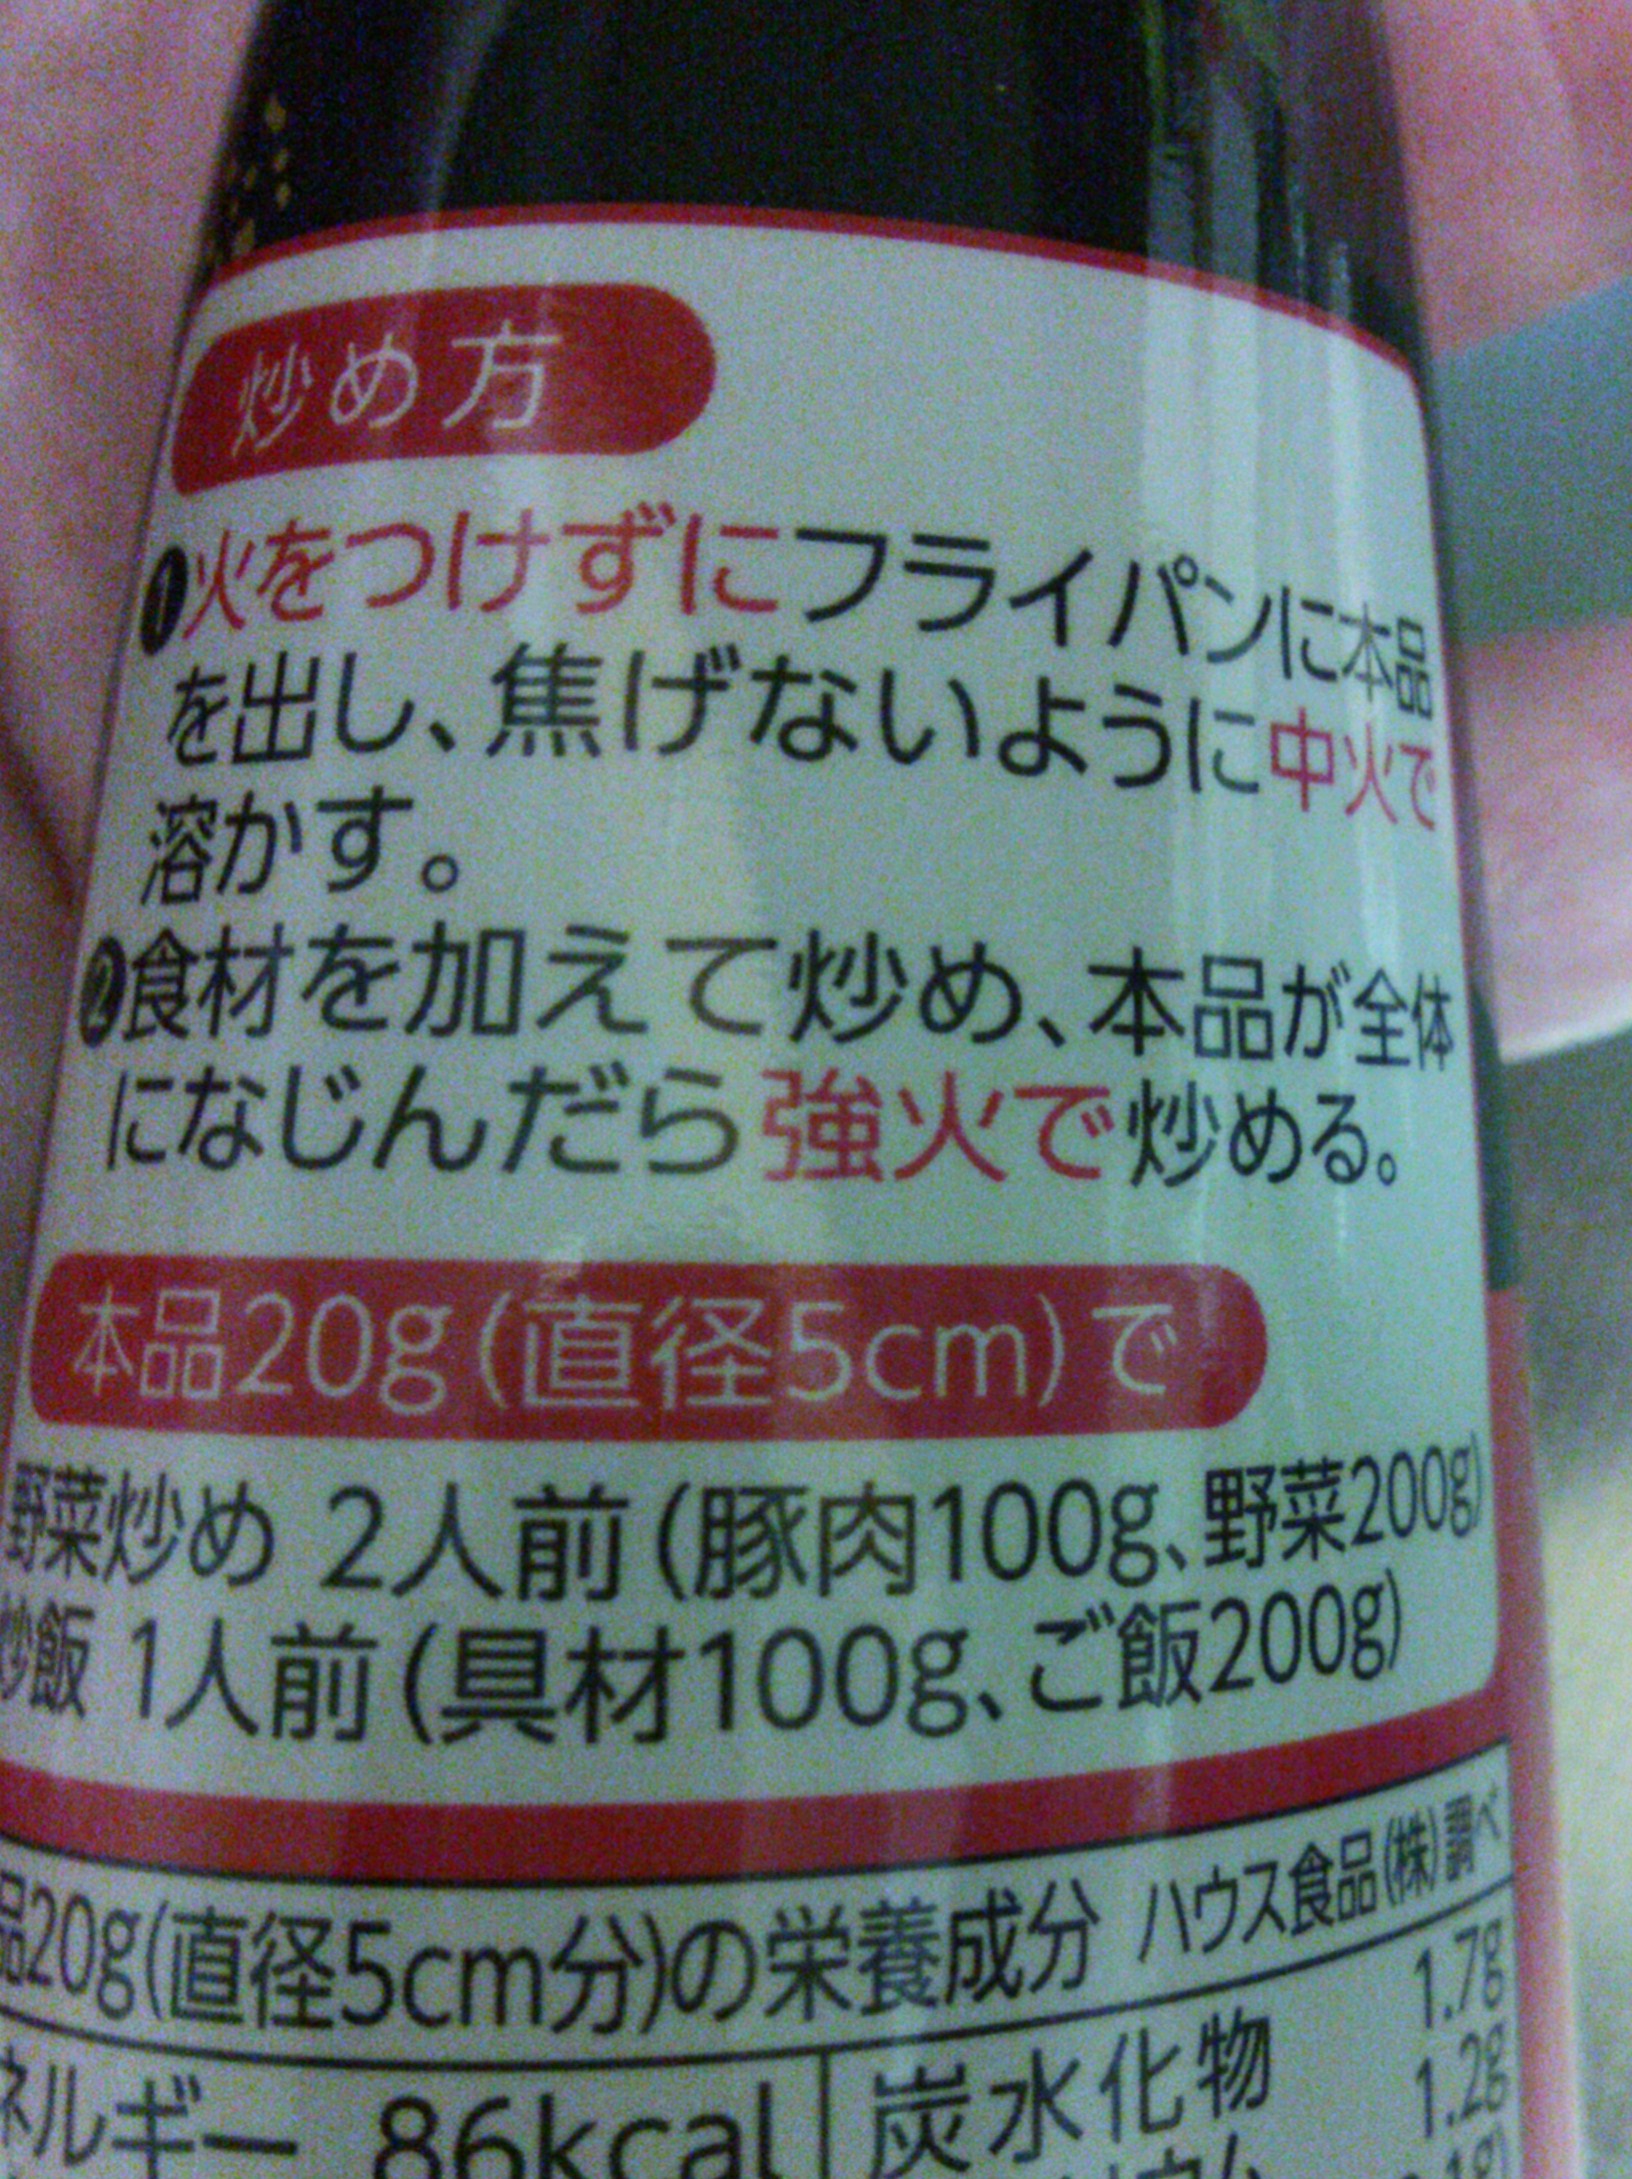 炒め方
❶火をつけずにフライパンに本品
を出し、焦げないように中火で
溶かす。
❷食材を加えて炒め、本品が全体
になじんだら強火で炒める。
本品20g(直径5cm)で
野菜炒め 2人前(豚肉100g、野菜200g)
炒飯 1人前(具材100g、ご飯200g)
品20g(直径5cm分)の栄養成分 ハウス食品(株)調べ
ネルギー 86kcal 炭水化物 1.7g
1.2g